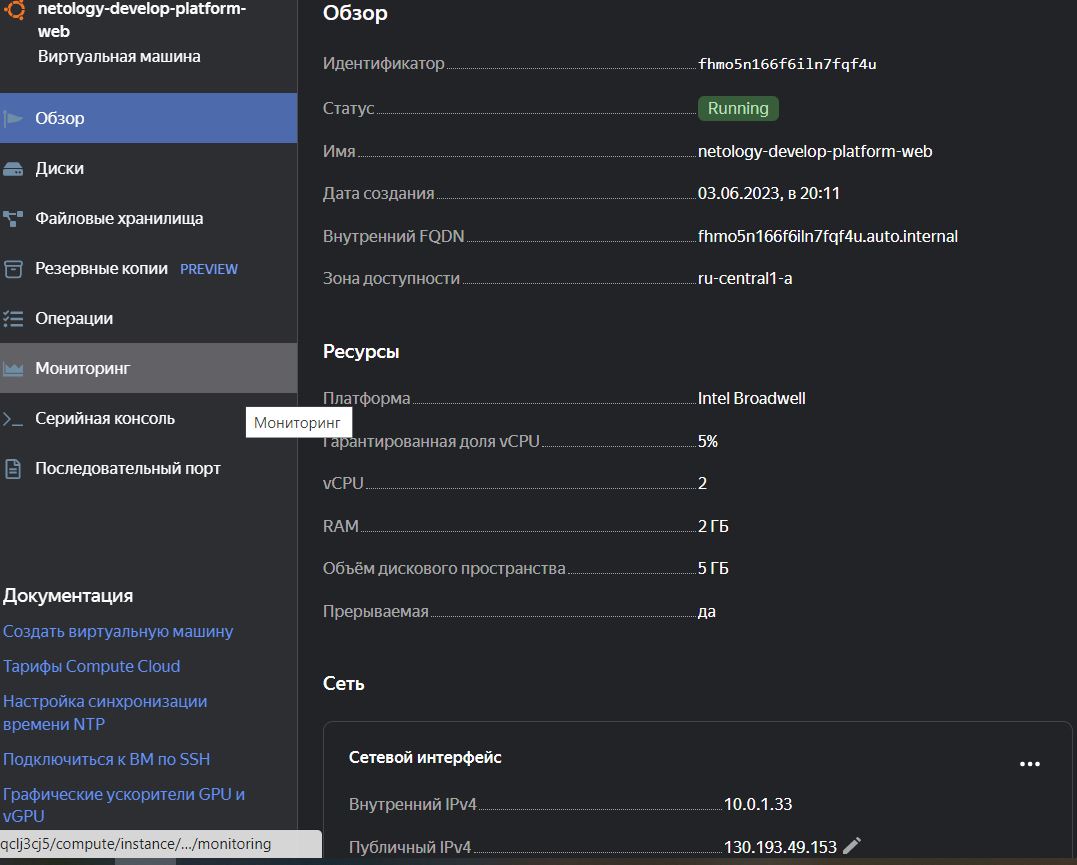 netology-develop-platform-
web
Виртуальная машина
Обзор
Диски
Файловые хранилища
Резервные копии PREVIEW
Операции
Мониторинг
Серийная консоль
Последовательный порт
Документация
Создать виртуальную машину
Тарифы Compute Cloud
Настройка синхронизации
времени NTP
Подключиться к ВМ по SSH
Графические ускорители GPU и
vGPU
qclj3cj5/compute/instance/.../monitoring
Мониторинг
Обзор
Идентификатор fhmo5n166f6iln7fqf4u
Статус Running
Имя netology-develop-platform-web
Дата создания 03.06.2023, в 20:11
Внутренний FQDN fhmo5n166f6iln7fqf4u.auto.internal
Зона доступности ru-central1-a
Ресурсы
Платформа Intel Broadwell
Гарантированная доля vCPU 5%
vCPU 2
RAM 2 ГБ
Объём дискового пространства 5 ГБ
Прерываемая да
Сеть
Сетевой интерфейс
Внутренний IPv4 10.0.1.33
Публичный IPv4 130.193.49.153